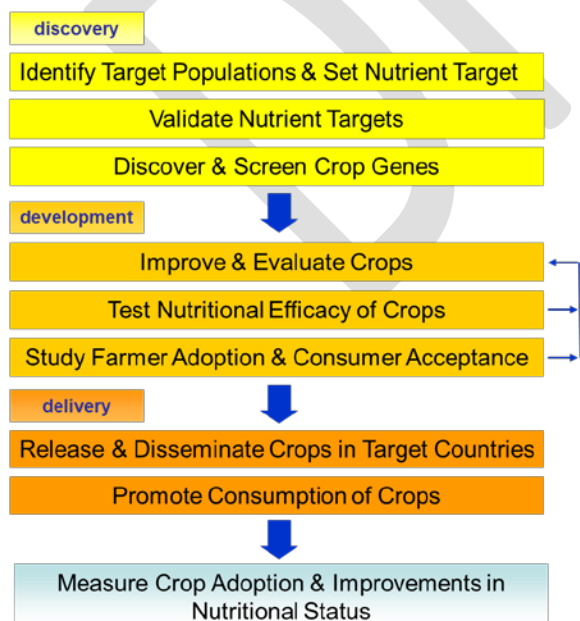 discovery
Identify Target Populations & Set Nutrient Target
Validate Nutrient Targets
Discover & Screen Crop Genes
development
Improve & Evaluate Crops
Test Nutritional Efficacy of Crops
Study Farmer Adoption & Consumer Acceptance
delivery
Release & Disseminate Crops in Target Countries
Promote Consumption of Crops
Measure Crop Adoption & Improvements in
Nutritional Status